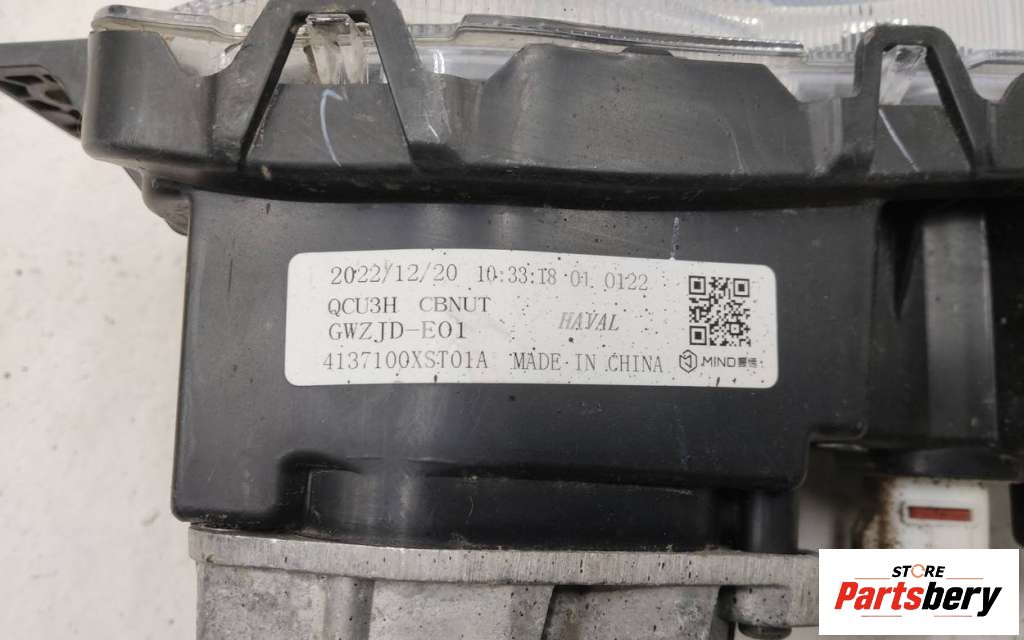 2022/12/20 10:33:18 01 0122
QCU3H CBNUT
GWZJD-E01
HAVAL
4137100XST01A MADE IN CHINA MIND
STORE
Partsbery